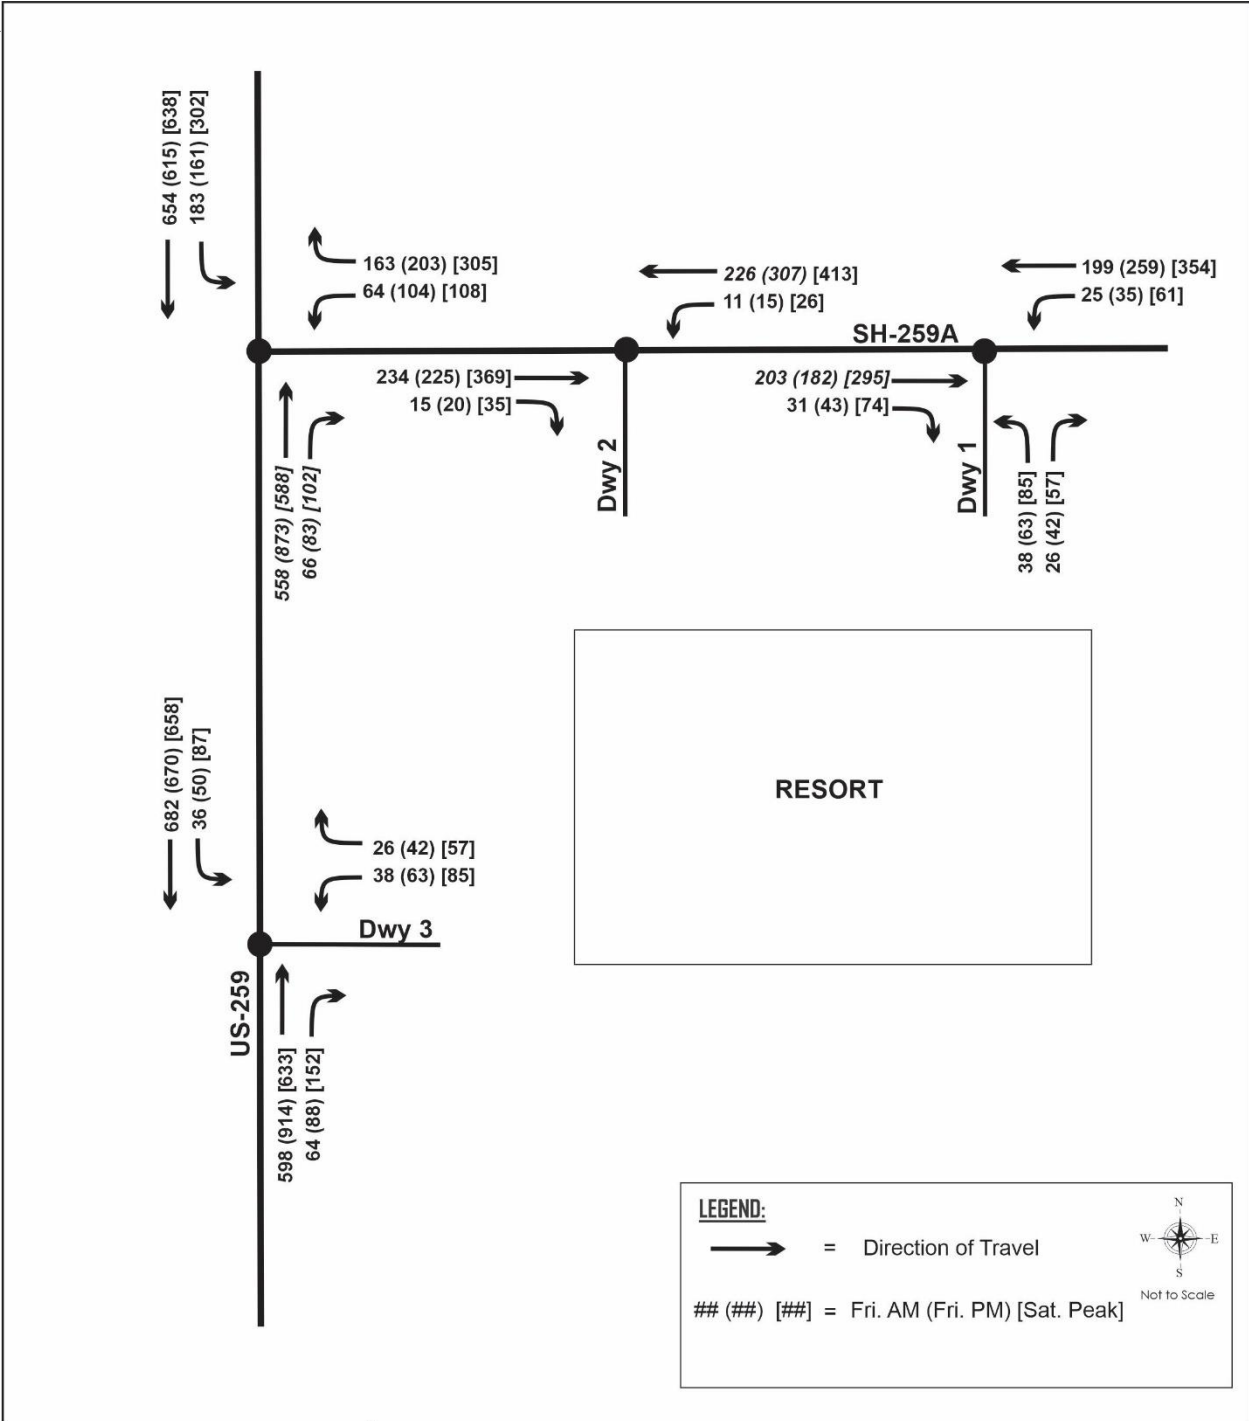 654 (615) [638]
183 (161) [302]
163 (203) [305]
64 (104) [108]
226 (307) [413]
11 (15) [26]
199 (259) [354]
25 (35) [61]
SH-259A
234 (225) [369]
15 (20) [35]
203 (182) [295]
31 (43) [74]
Dwy 2
Dwy 1
558 (873) [588]
66 (83) [102]
38 (63) [85]
26 (42) [57]
RESORT
682 (670) [658]
36 (50) [87]
26 (42) [57]
38 (63) [85]
Dwy 3
US-259
598 (914) [633]
64 (88) [152]
LEGEND:
= Direction of Travel
## (##) [##] = Fri. AM (Fri. PM) [Sat. Peak]
N
W E
S
Not to Scale